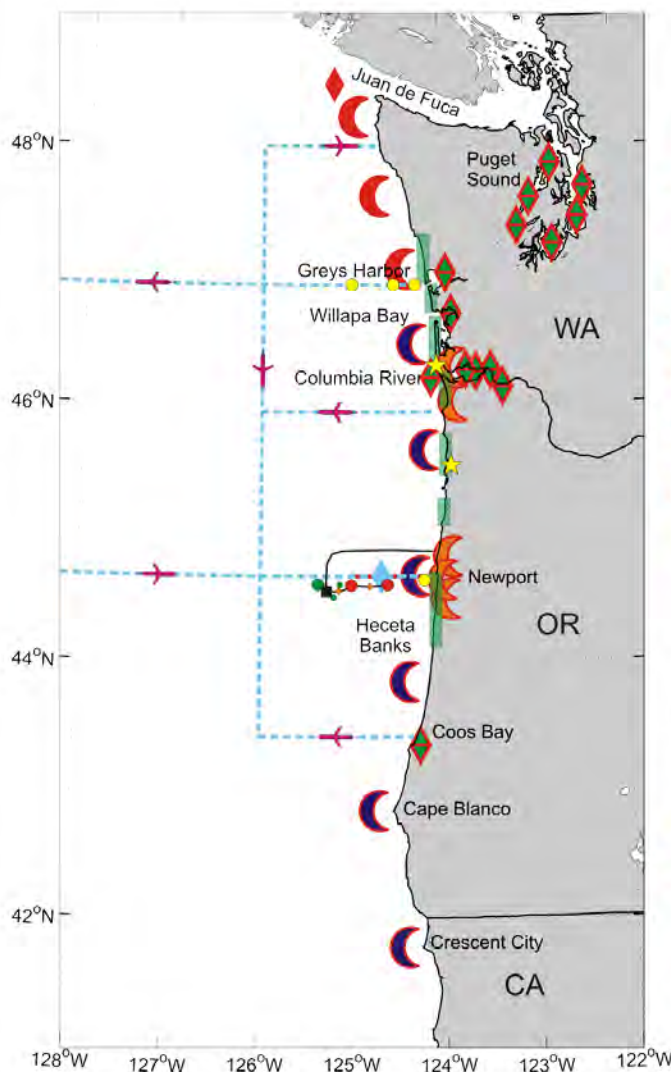 Juan de Fuca
48°N
Puget
Sound
Greys Harbor
Willapa Bay
WA
Columbia River
46°N
Newport
OR
Heceta
Banks
44°N
Coos Bay
Cape Blanco
42°N
Crescent City
CA
128°W
127°W
126°W
125°W
124°W
123°W
122°W